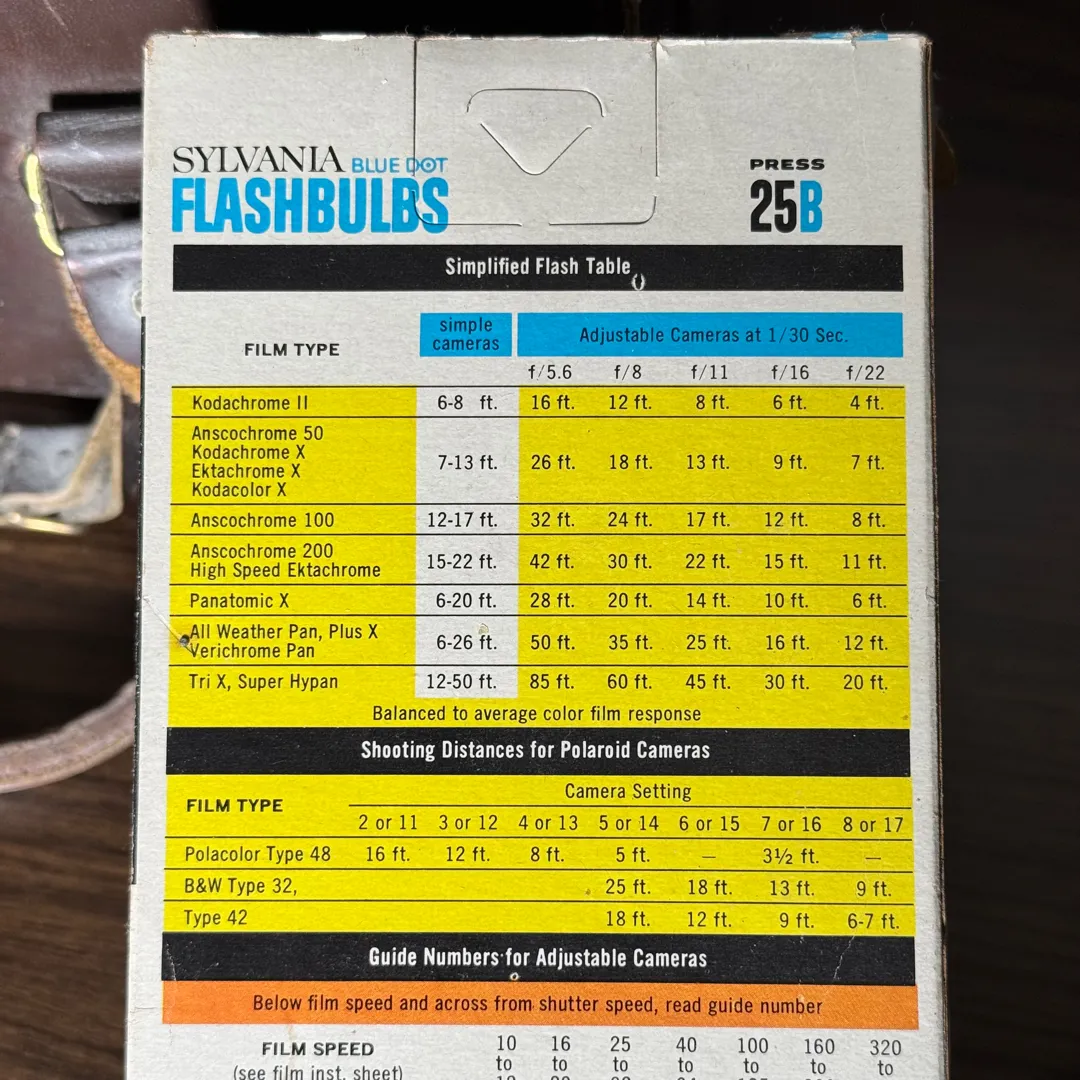 SYLVANIA BLUE DOT
FLASHBULBS
PRESS
25B
Simplified Flash Table
FILM TYPE simple cameras Adjustable Cameras at 1/30 Sec.
f/5.6 f/8 f/11 f/16 f/22
Kodachrome II 6-8 ft. 16 ft. 12 ft. 8 ft. 6 ft. 4 ft.
Anscochrome 50
Kodachrome X
Ektachrome X
Kodacolor X
7-13 ft. 26 ft. 18 ft. 13 ft. 9 ft. 7 ft.
Anscochrome 100 12-17 ft. 32 ft. 24 ft. 17 ft. 12 ft. 8 ft.
Anscochrome 200
High Speed Ektachrome
15-22 ft. 42 ft. 30 ft. 22 ft. 15 ft. 11 ft.
Panatomic X 6-20 ft. 28 ft. 20 ft. 14 ft. 10 ft. 6 ft.
All Weather Pan, Plus X
Verichrome Pan
6-26 ft. 50 ft. 35 ft. 25 ft. 16 ft. 12 ft.
Tri X, Super Hypan 12-50 ft. 85 ft. 60 ft. 45 ft. 30 ft. 20 ft.
Balanced to average color film response
Shooting Distances for Polaroid Cameras
FILM TYPE Camera Setting
2 or 11 3 or 12 4 or 13 5 or 14 6 or 15 7 or 16 8 or 17
Polacolor Type 48 16 ft. 12 ft. 8 ft. 5 ft. — 3½ ft. —
B&W Type 32, 25 ft. 18 ft. 13 ft. 9 ft.
Type 42 18 ft. 12 ft. 9 ft. 6-7 ft.
Guide Numbers for Adjustable Cameras
Below film speed and across from shutter speed, read guide number
FILM SPEED 10 16 25 40 100 160 320
(see film inst. sheet) to to to to to to to